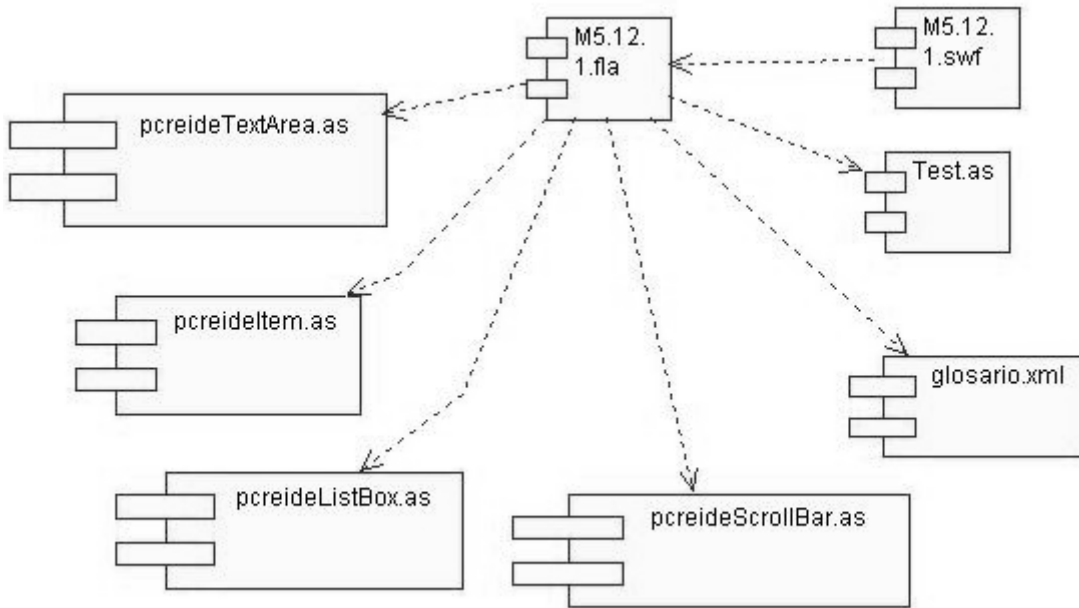 M5.12.
1.fla
M5.12.
1.swf
pcreideTextArea.as
Test.as
pcreideItem.as
glosario.xml
pcreideListBox.as
pcreideScrollBar.as